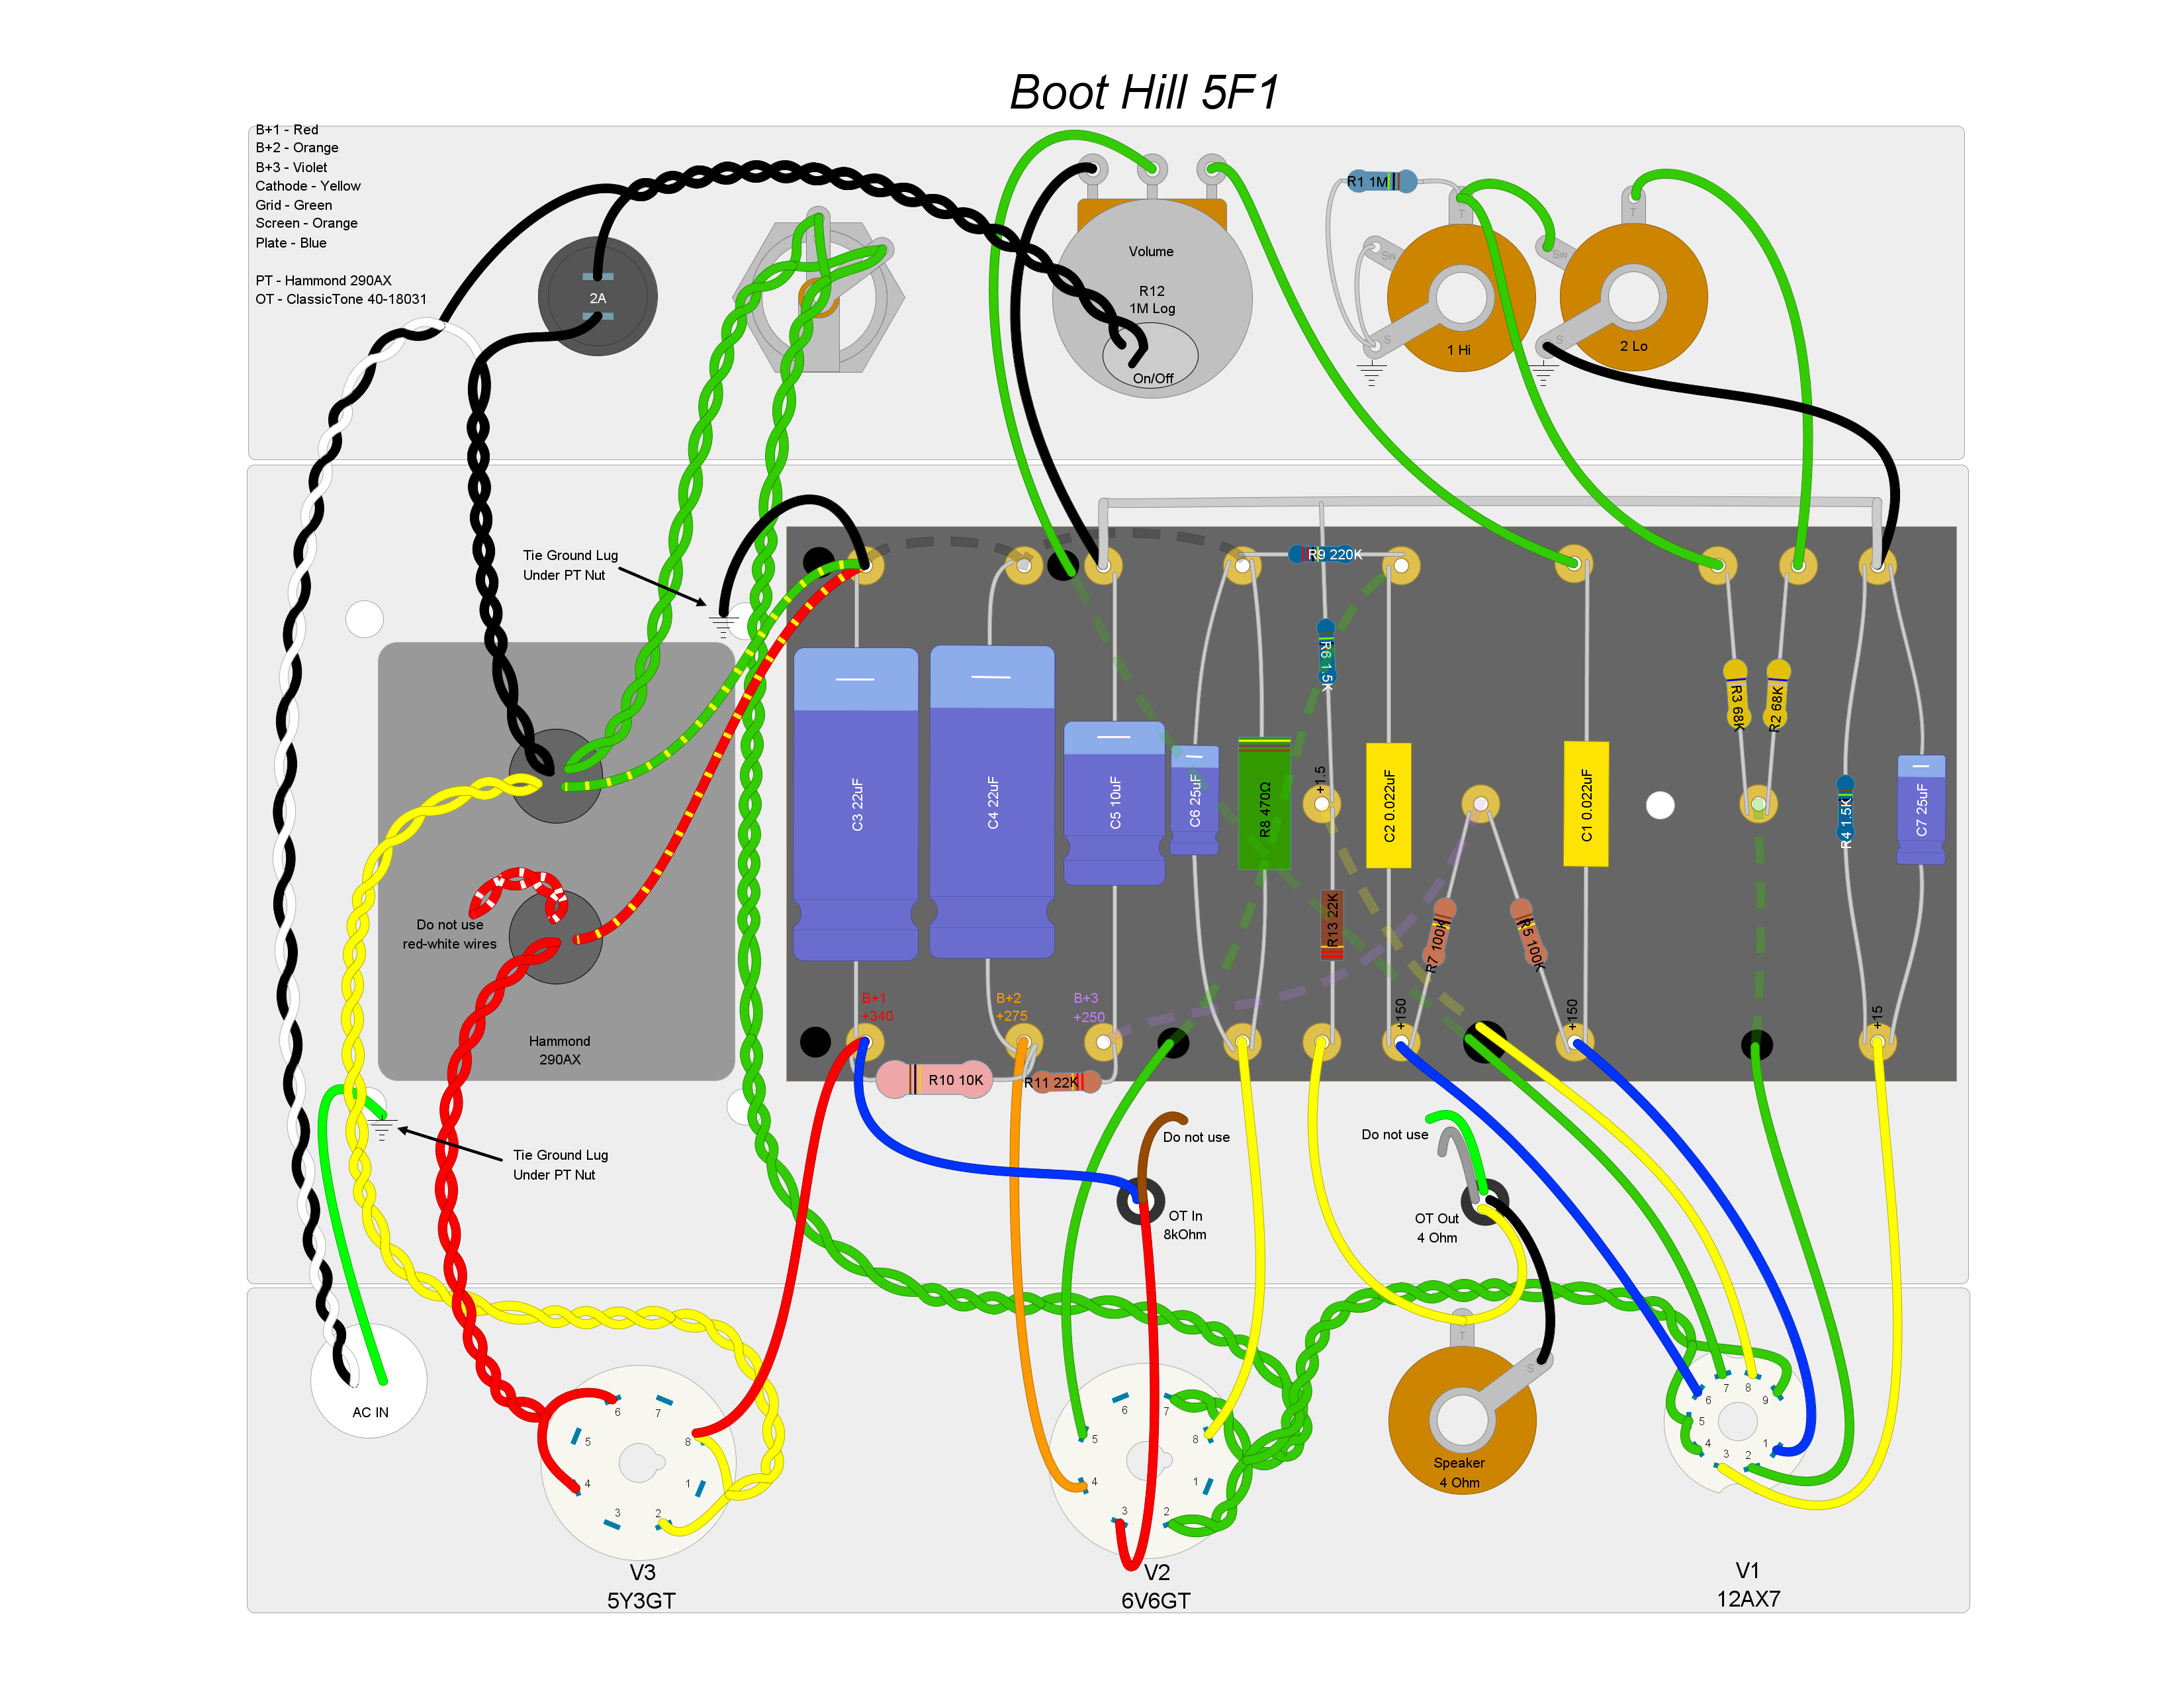 Boot Hill 5F1
B+1 - Red
B+2 - Orange
B+3 - Violet
Cathode - Yellow
Grid - Green
Screen - Orange
Plate - Blue
PT - Hammond 290AX
OT - ClassicTone 40-18031
2A
Volume
R12
1M Log
On/Off
R1 1M
T
Sw
S
1 Hi
T
Sw
S
2 Lo
Tie Ground Lug
Under PT Nut
R9 220K
R6 1.5K
R3 68K
R2 68K
C3 22uF
C4 22uF
C5 10uF
C6 25uF
R8 470Ω
+1.5
C2 0.022uF
C1 0.022uF
R4 1.5K
C7 25uF
R13 22K
R7 100K
R5 100K
Do not use
red-white wires
Hammond
290AX
B+1
+340
B+2
+275
B+3
+250
+150
+150
+15
R10 10K
R11 22K
Tie Ground Lug
Under PT Nut
Do not use
OT In
8kOhm
Do not use
OT Out
4 Ohm
AC IN
6
7
5
8
4
1
3
2
V3
5Y3GT
6
7
5
8
4
1
3
2
V2
6V6GT
T
S
Speaker
4 Ohm
7
8
6
9
5
4
1
3
2
V1
12AX7